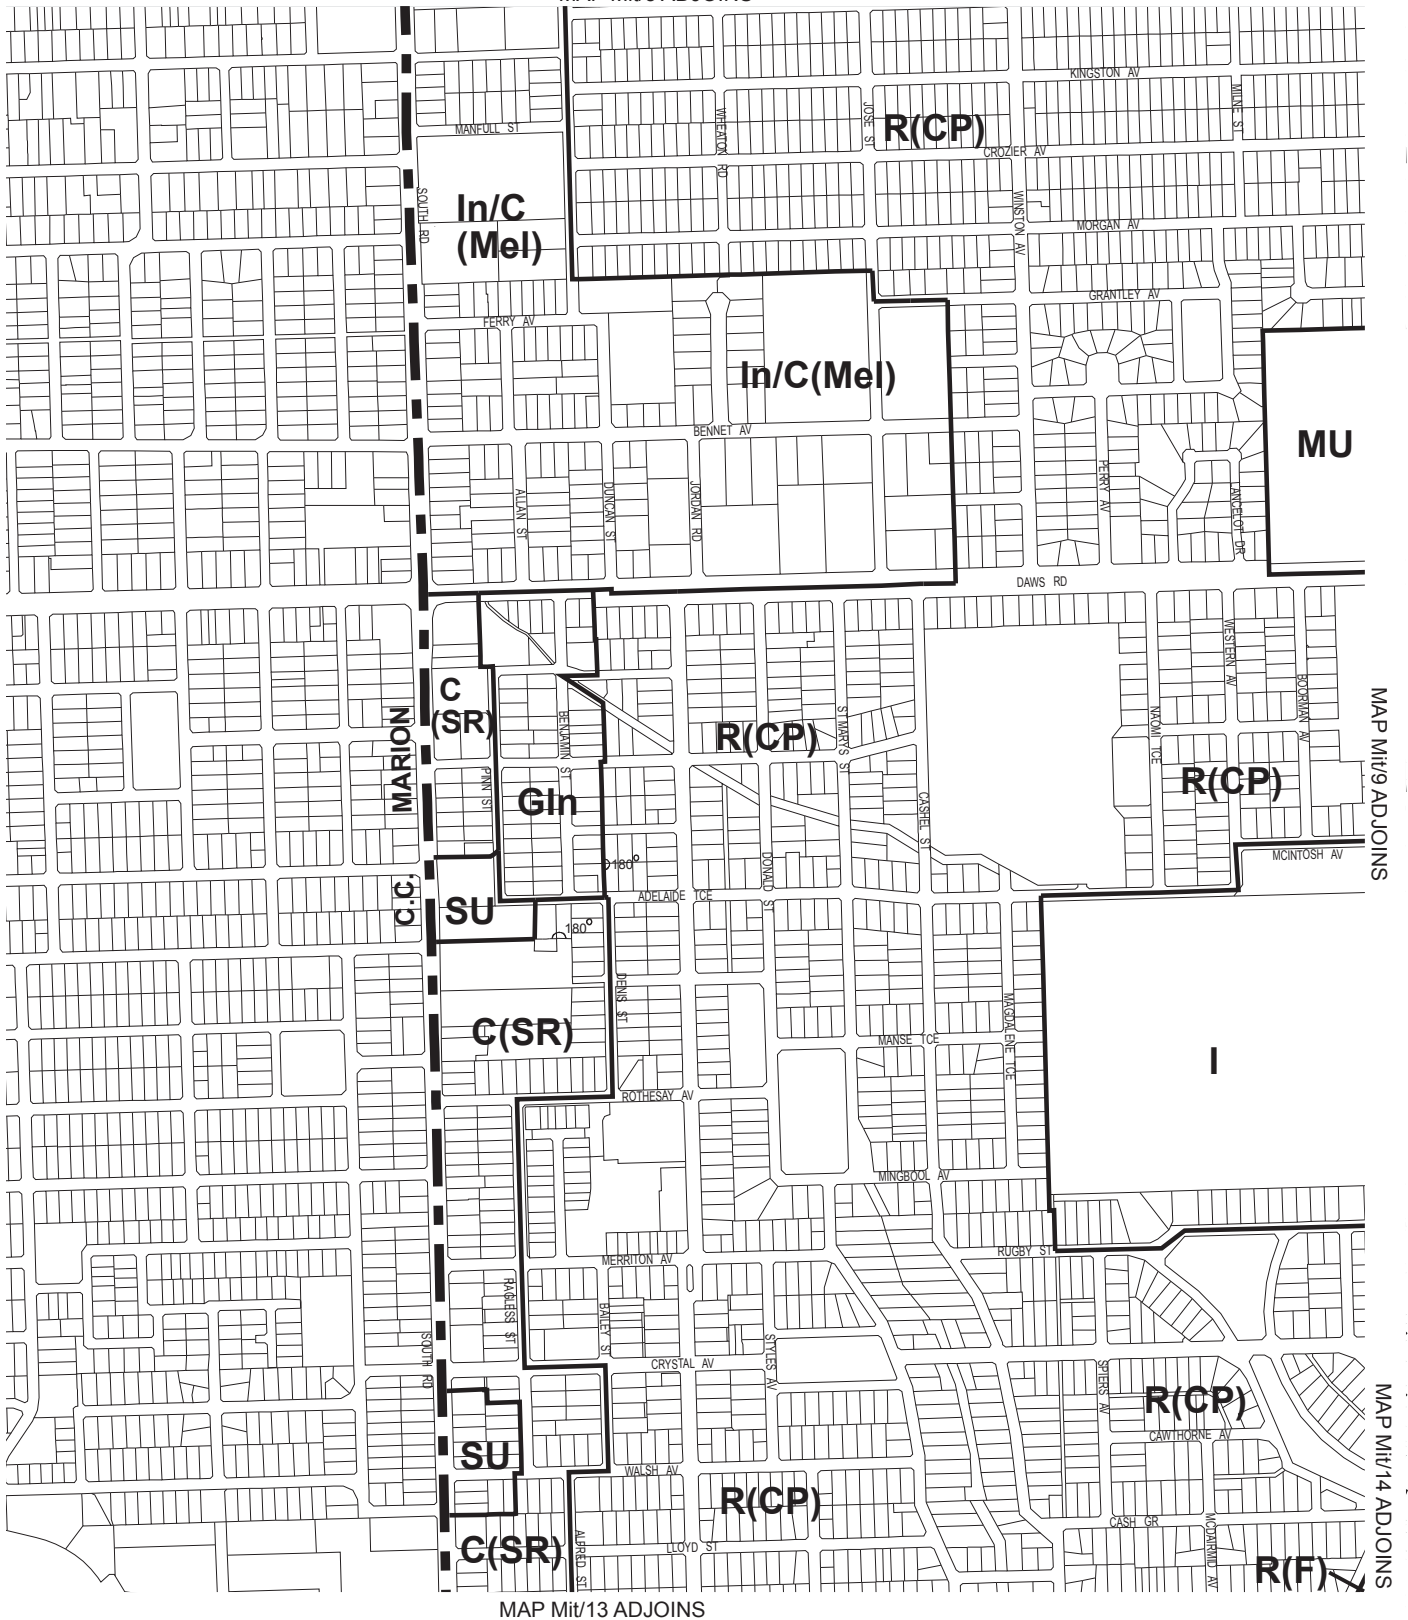 KINGSTON AV
MILNE ST
WHEATON RD
JOISE ST
R(CP)
MANFULL ST
CROZIER AV
SOUTH RD
In/C
(Mel)
WINSTON AV
MORGAN AV
GRANTLEY AV
FERRY AV
In/C(Mel)
BENNET AV
MU
ALLAN ST
DUNCAN ST
JORDAN RD
PERRY AV
LANCELOT DR
DAWS RD
WESTERN AV
BOORMAN AV
C
(SR)
MARION
BENJAMIN ST
R(CP)
ST MARYS ST
NAOMI TCE
MAP Mit/9 ADJOINS
PINN ST
GIn
R(CP)
CASHEL ST
MCINTOSH AV
180°
DONALD ST
ADELAIDE TCE
C.C.
SU
180°
DENIS ST
C(SR)
MANSE TCE
MAGDALENE TCE
I
ROTHESAY AV
MINGBOOL AV
MERRITON AV
RUGBY ST
RAGLESS ST
BAILEY S
SOUTH RD
CRYSTAL AV
STYLES AV
SPIERS AV
R(CP)
CAWTHORNE AV
MAP Mit/14 ADJOINS
SU
WALSH AV
R(CP)
CASH GR
MCDAIRMID AV
C(SR)
ALFRED ST
LLOYD ST
R(F)
MAP Mit/13 ADJOINS